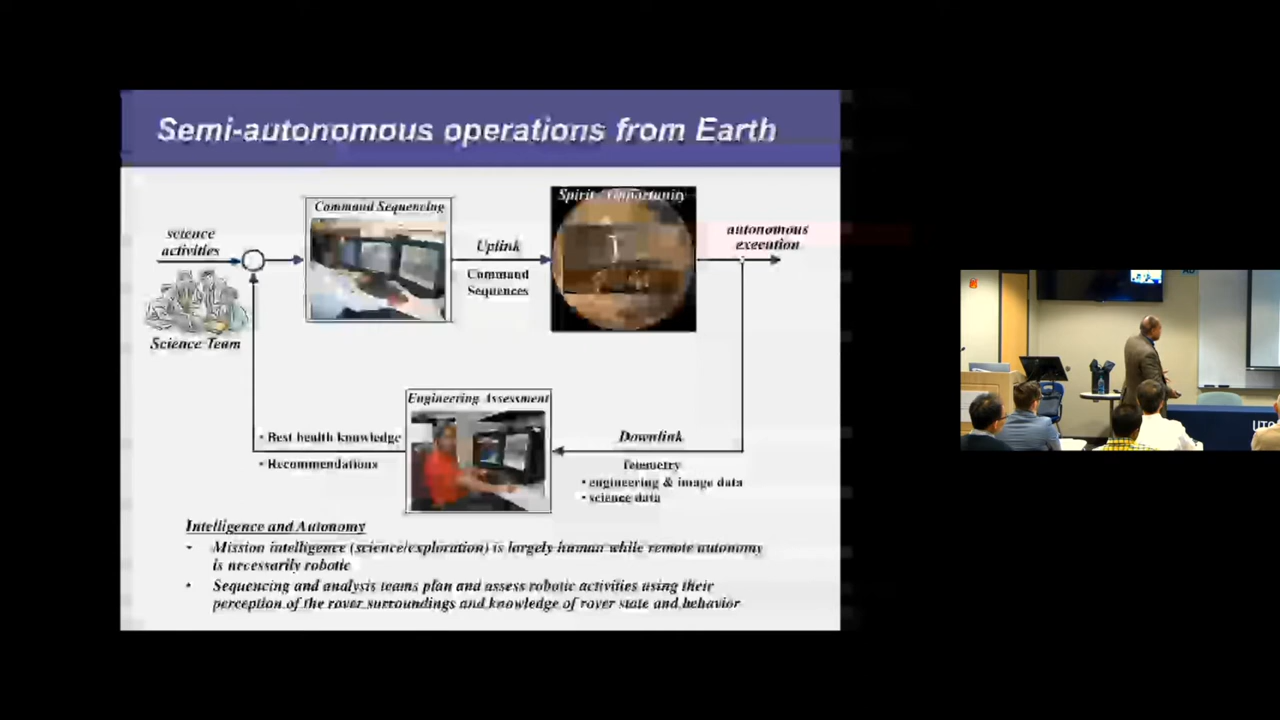 Semi-autonomous operations from Earth
science
activities
Science Team
Command Sequencing
Uplink
Command
Sequences
Spirit Opportunity
autonomous
execution
• Best health knowledge
• Recommendations
Engineering Assessment
Downlink
Telemetry
• engineering & image data
• science data
Intelligence and Autonomy
• Mission intelligence (science/exploration) is largely human while remote autonomy
is necessarily robotic
• Sequencing and analysis teams plan and assess robotic activities using their
perception of the rover surroundings and knowledge of rover state and behavior